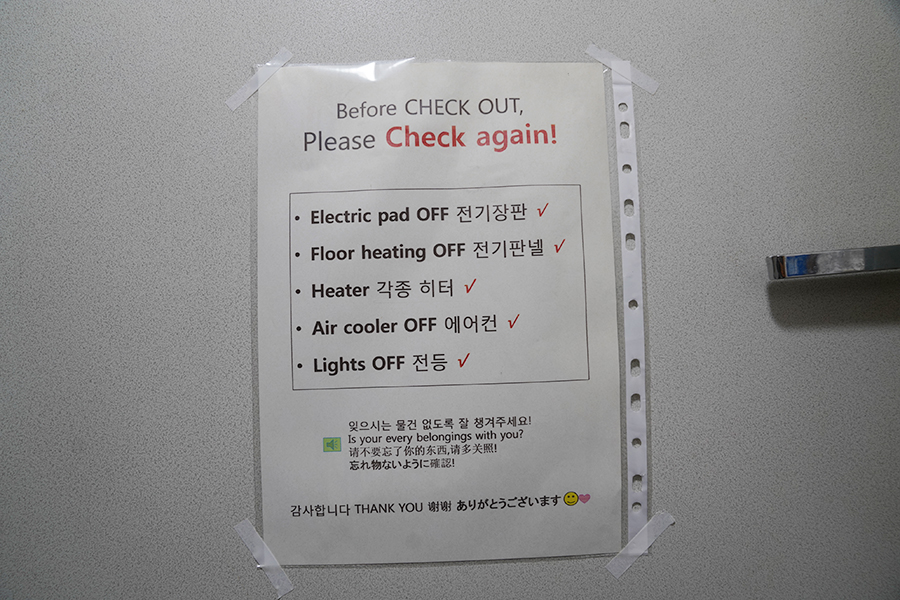 Before CHECK OUT,
Please Check again!
• Electric pad OFF 전기장판 ✓
• Floor heating OFF 전기판넬 ✓
• Heater 각종 히터 ✓
• Air cooler OFF 에어컨 ✓
• Lights OFF 전등 ✓
잊으시는 물건 없도록 잘 챙겨주세요!
Is your every belongings with you?
请不要忘了你的东西,请多关照!
忘れ物ないように確認!
감사합니다 THANK YOU 谢谢 ありがとうございます